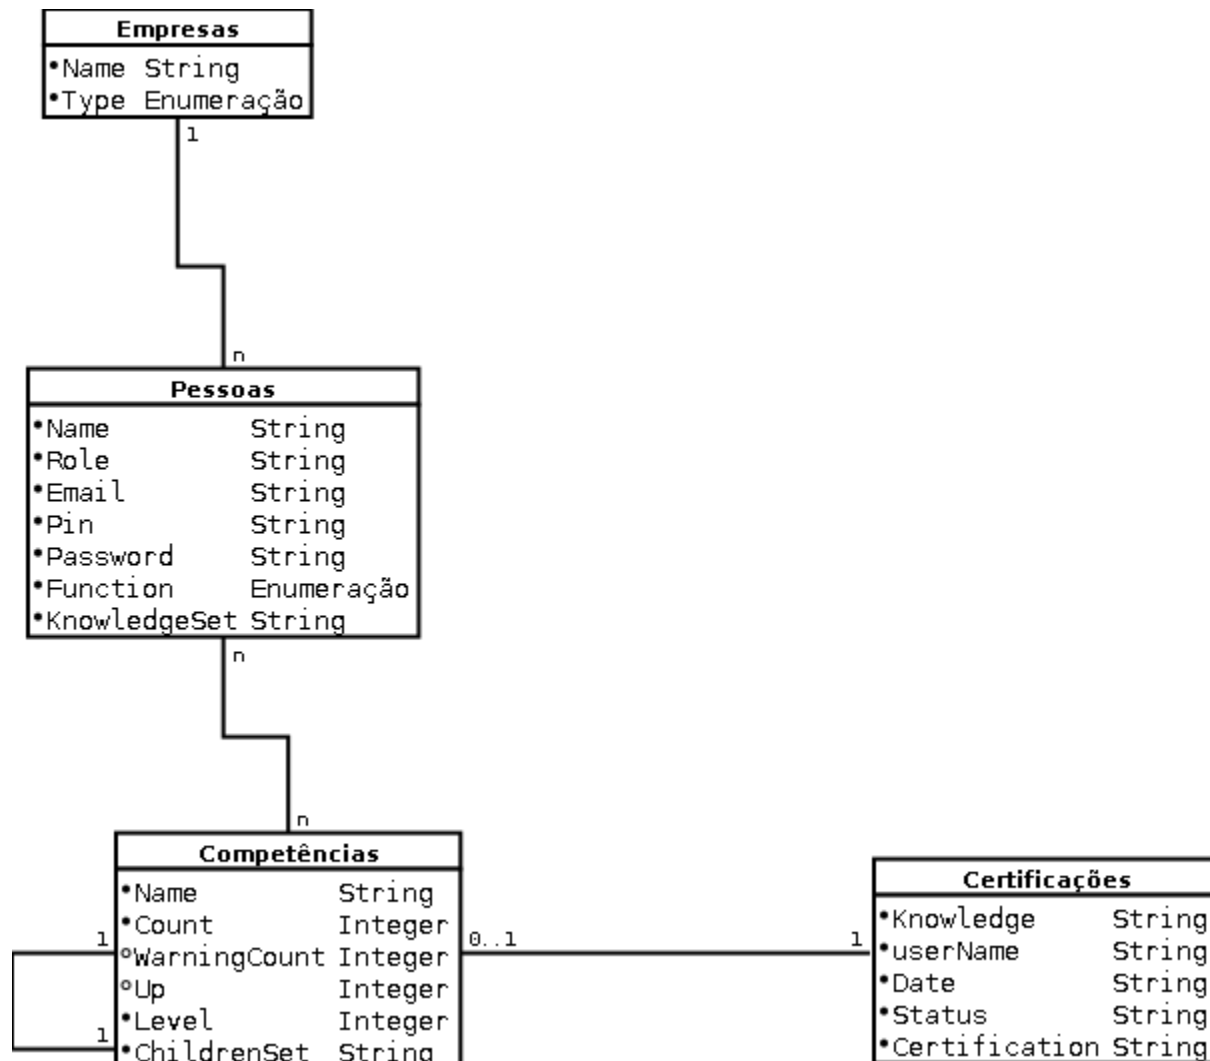 Empresas
•Name String
•Type Enumeração
1
n
Pessoas
•Name String
•Role String
•Email String
•Pin String
•Password String
•Function Enumeração
•KnowledgeSet String
n
n
Competências
•Name String
•Count Integer
°WarningCount Integer
°Up Integer
•Level Integer
•ChildrenSet String
1
1
0..1
1
Certificações
•Knowledge String
•userName String
•Date String
•Status String
•Certification String